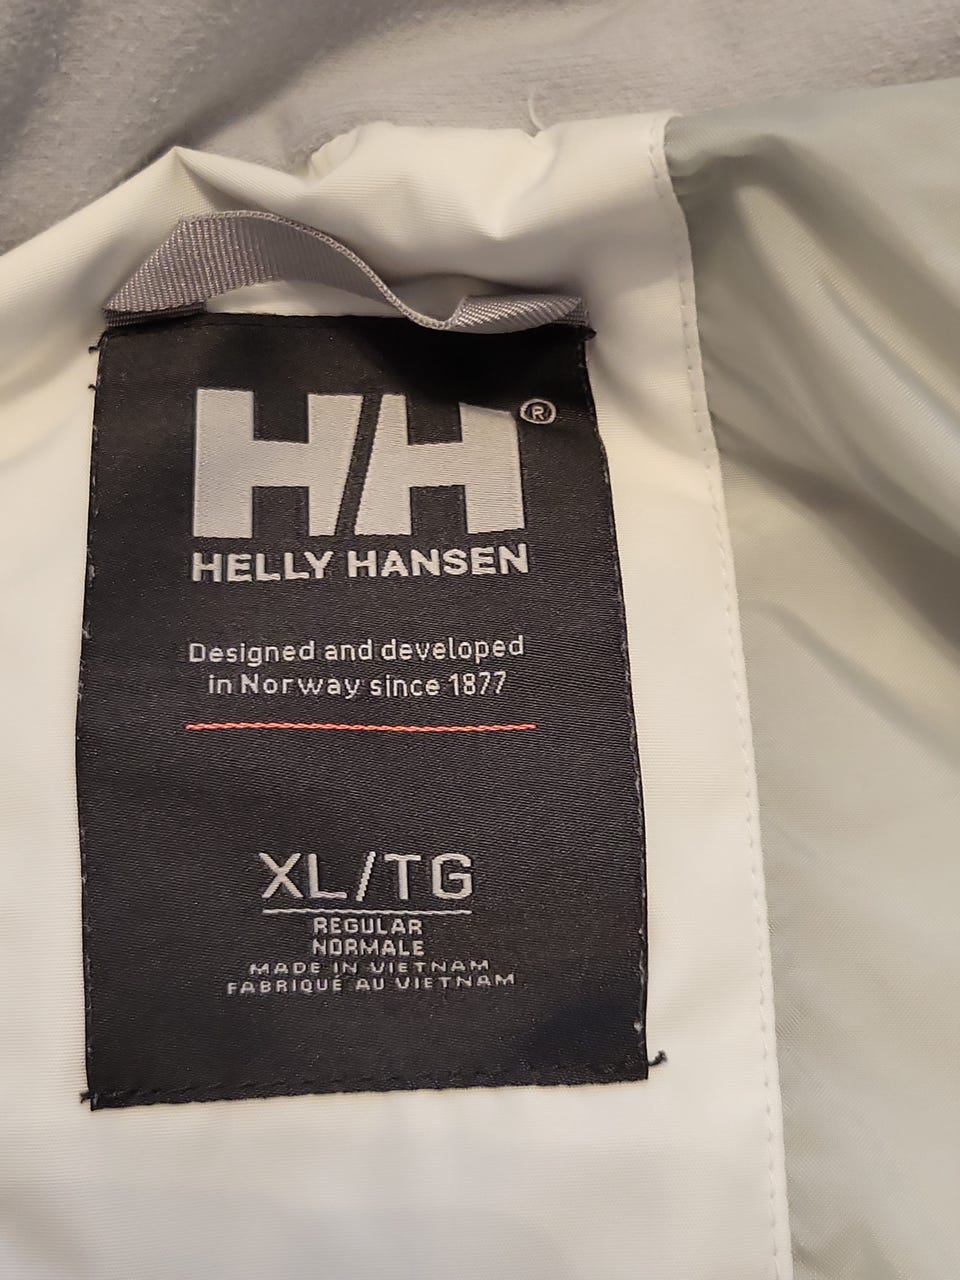 HH®
HELLY HANSEN
Designed and developed
in Norway since 1877
XL/TG
REGULAR
NORMALE
MADE IN VIETNAM
FABRIQUE AU VIETNAM